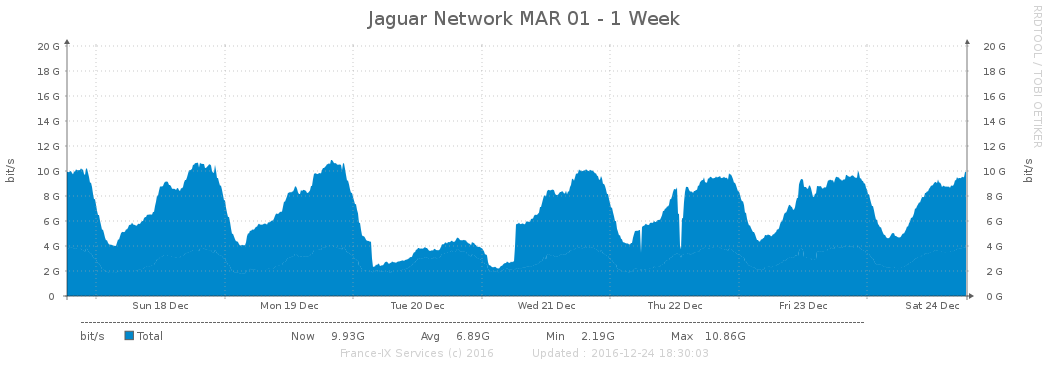 Jaguar Network MAR 01 - 1 Week
RRDTOOL / TOBI OETIKER
bit/s
bit/s
20 G 20 G
18 G 18 G
16 G 16 G
14 G 14 G
12 G 12 G
10 G 10 G
8 G 8 G
6 G 6 G
4 G 4 G
2 G 2 G
0 0 G
Sun 18 Dec Mon 19 Dec Tue 20 Dec Wed 21 Dec Thu 22 Dec Fri 23 Dec Sat 24 Dec
bit/s Total Now 9.93G Avg 6.89G Min 2.19G Max 10.86G
France-IX Services (c) 2016 Updated : 2016-12-24 18:30:03